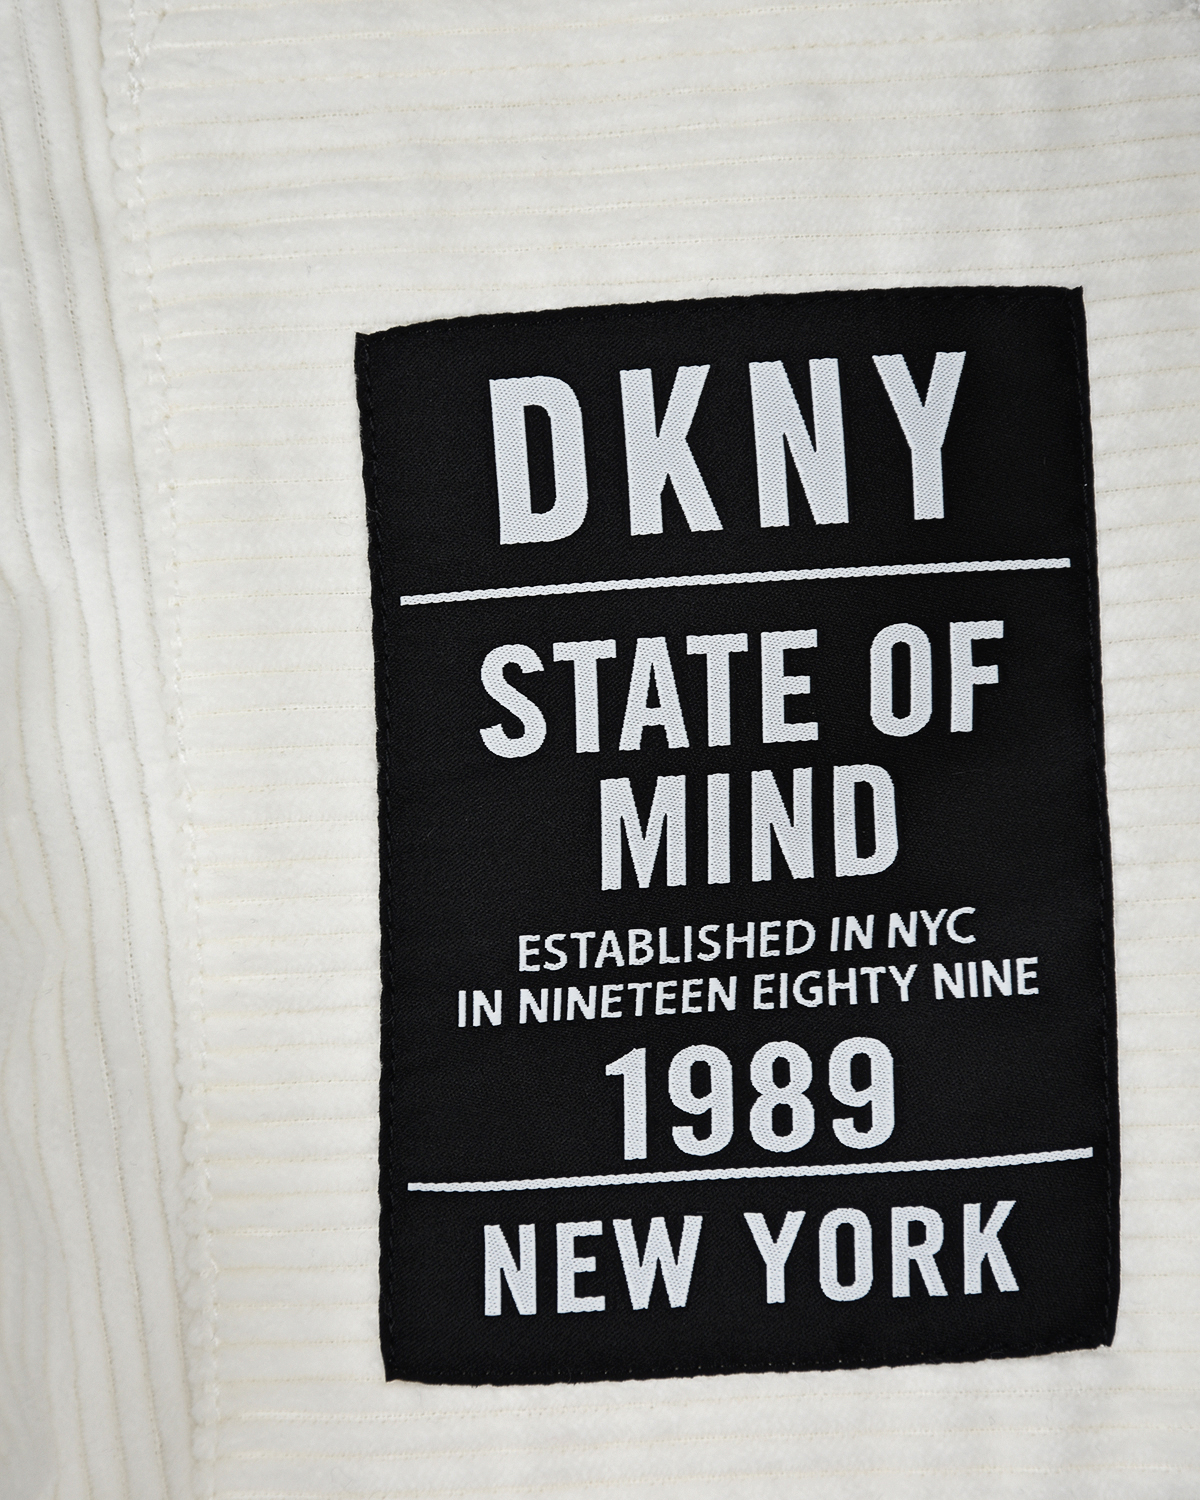 DKNY
STATE OF
MIND
ESTABLISHED IN NYC
IN NINETEEN EIGHTY NINE
1989
NEW YORK